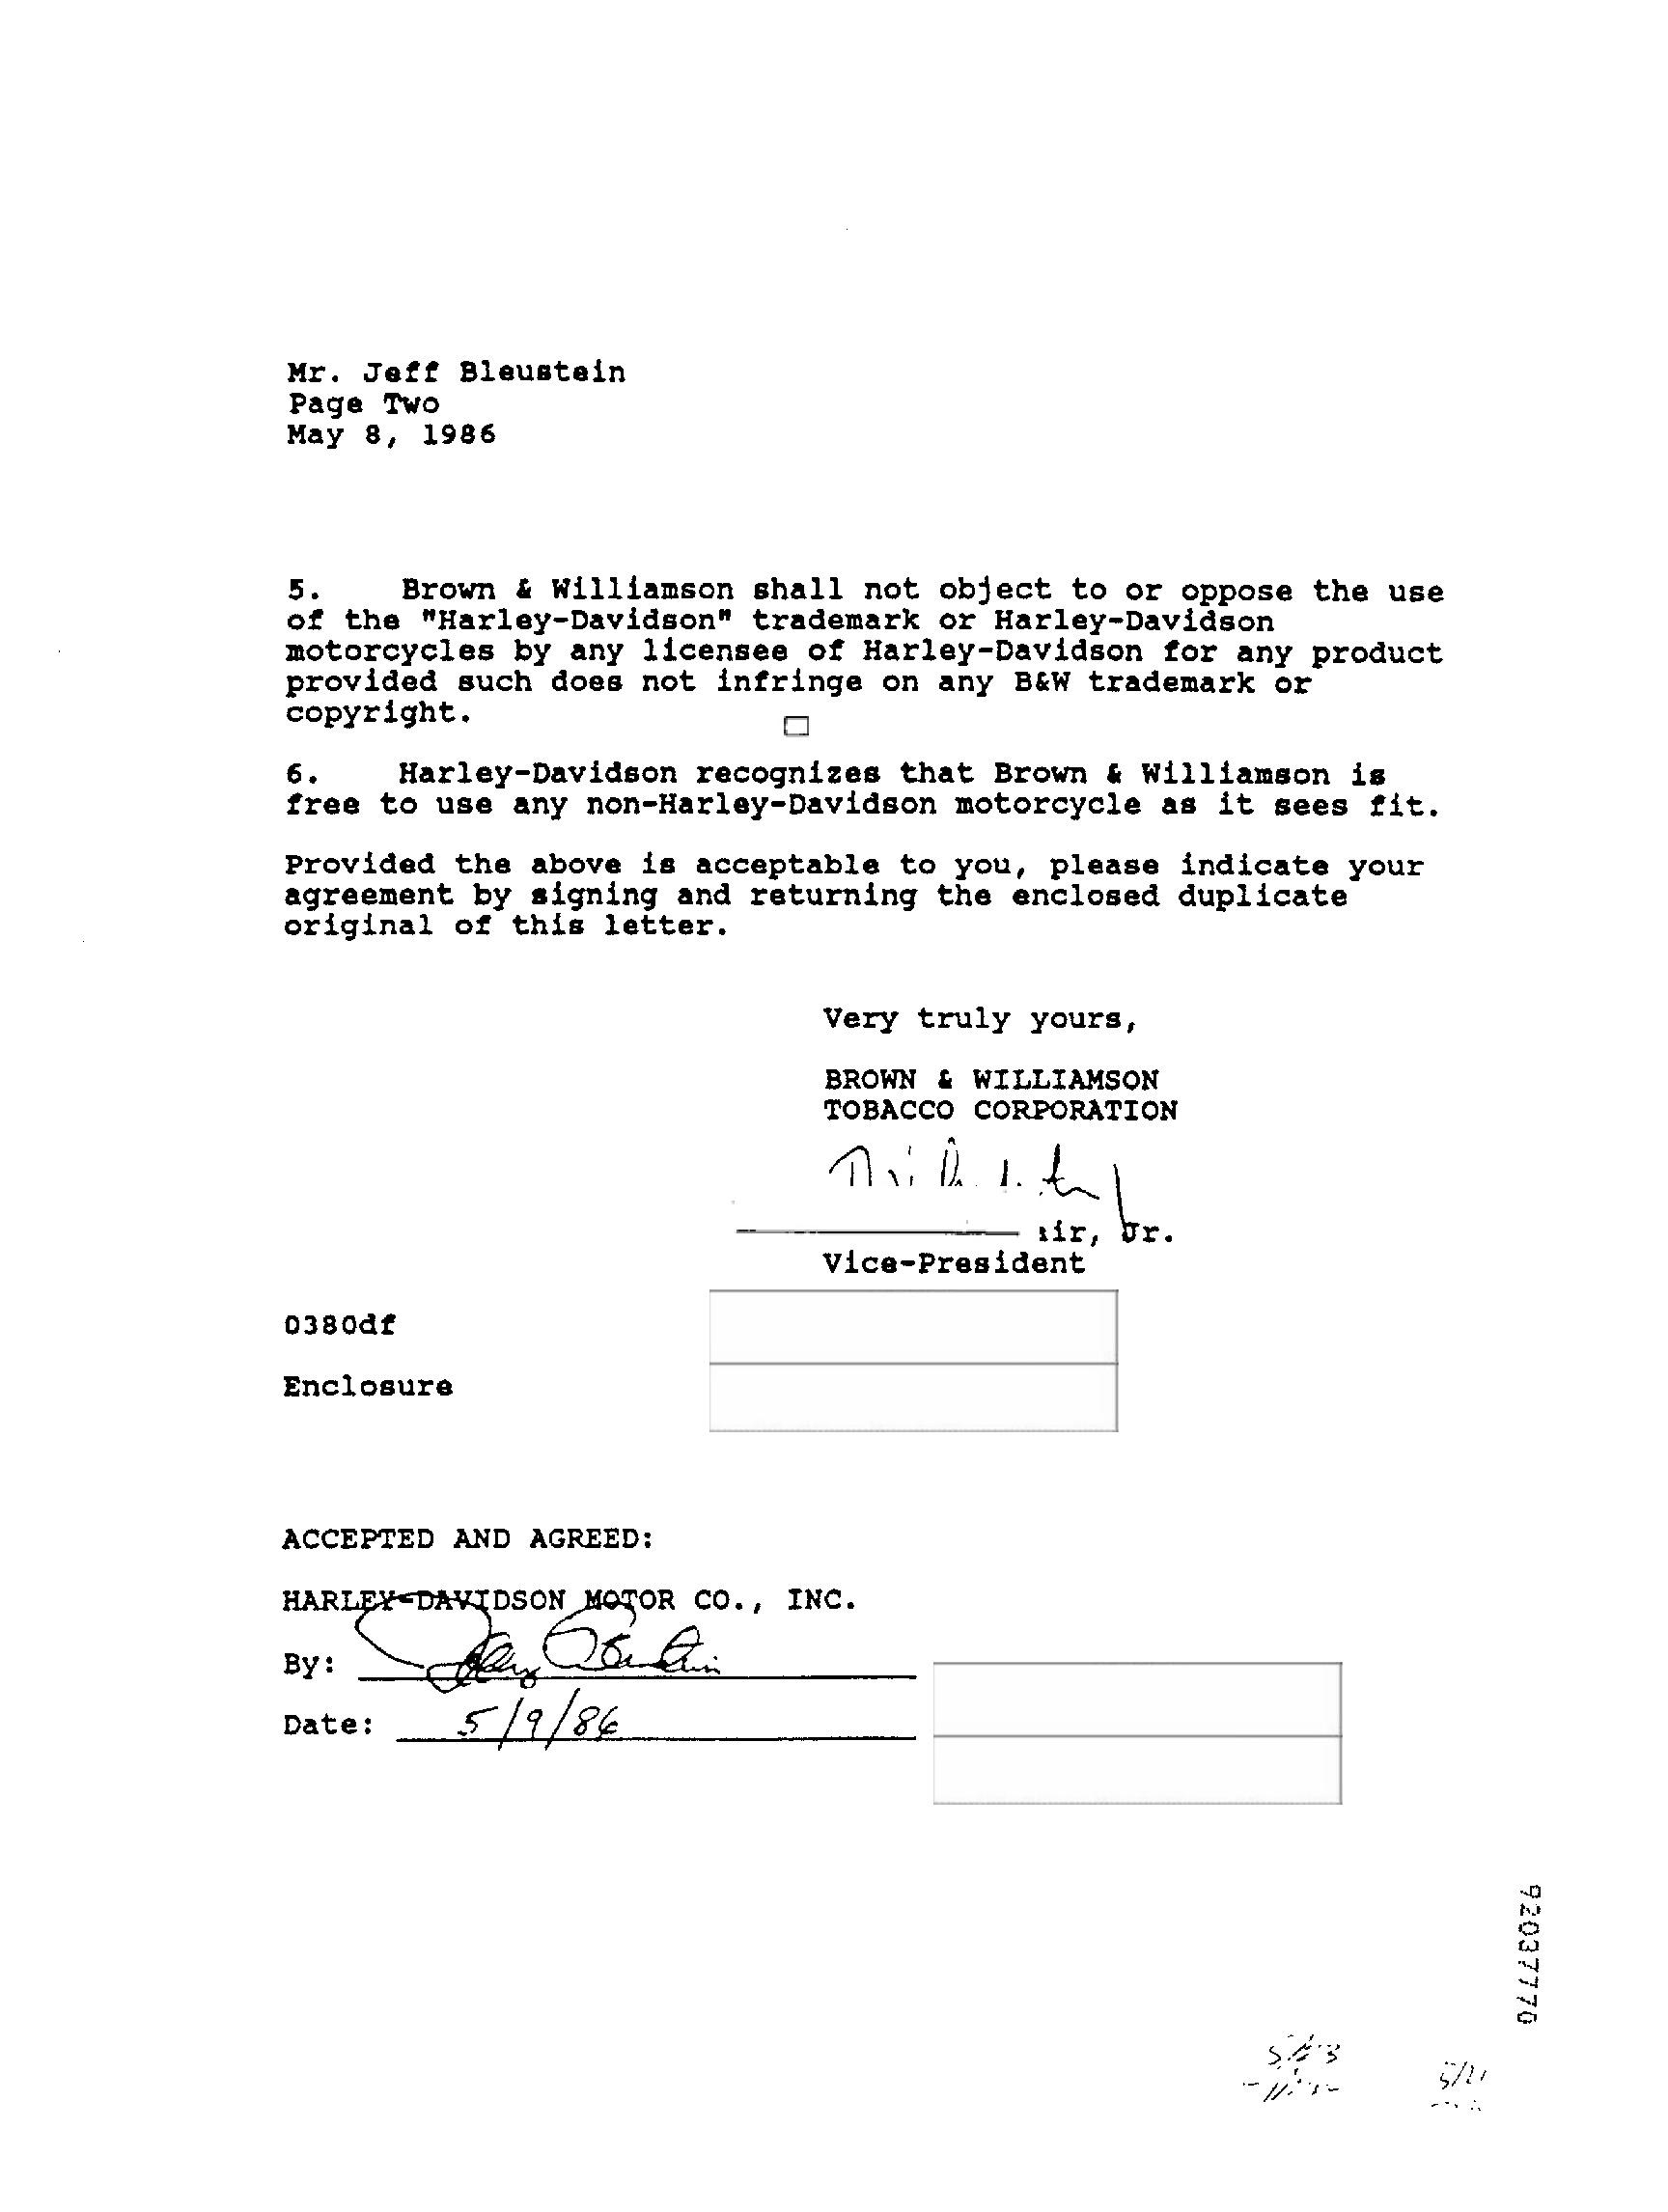 Mr. Jeff Bleustein
Page Two
May 8, 1986
5. Brown & Williamson shall not object to or oppose the use
of the "Harley-Davidson" trademark or Harley-Davidson
motorcycles by any licensee of Harley-Davidson for any product
provided such does not infringe on any B&W trademark or
copyright.
6. Harley-Davidson recognizes that Brown & Williamson is
free to use any non-Harley-Davidson motorcycle as it sees fit.
Provided the above is acceptable to you, please indicate your
agreement by signing and returning the enclosed duplicate
original of this letter.
Very truly yours,
BROWN & WILLIAMSON
TOBACCO CORPORATION
Jr.
Vice-President
0380df
Enclosure
ACCEPTED AND AGREED:
HARLEY-DAVIDSON MOTOR CO., INC.
By:
Date: 5/9/86
92037770